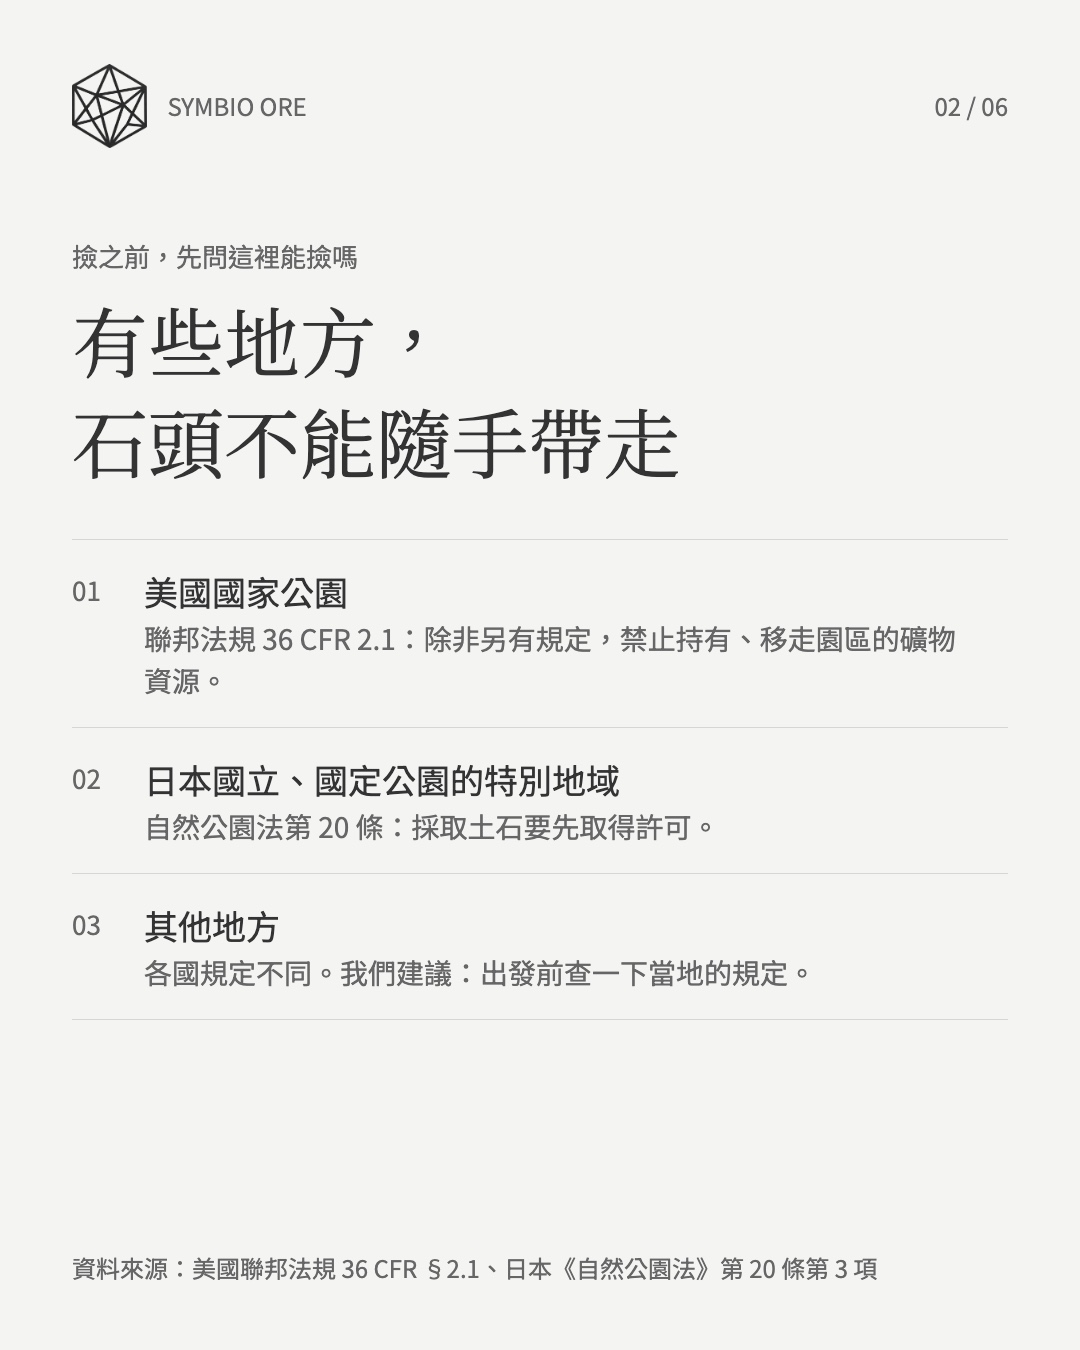 SYMBIO ORE
02 / 06
撿之前，先問這裡能撿嗎
有些地方，
石頭不能隨手帶走
01
美國國家公園
聯邦法規 36 CFR 2.1：除非另有規定，禁止持有、移走園區的礦物
資源。
02
日本國立、國定公園的特別地域
自然公園法第 20 條：採取土石要先取得許可。
03
其他地方
各國規定不同。我們建議：出發前查一下當地的規定。
資料來源：美國聯邦法規 36 CFR §2.1、日本《自然公園法》第 20 條第 3 項